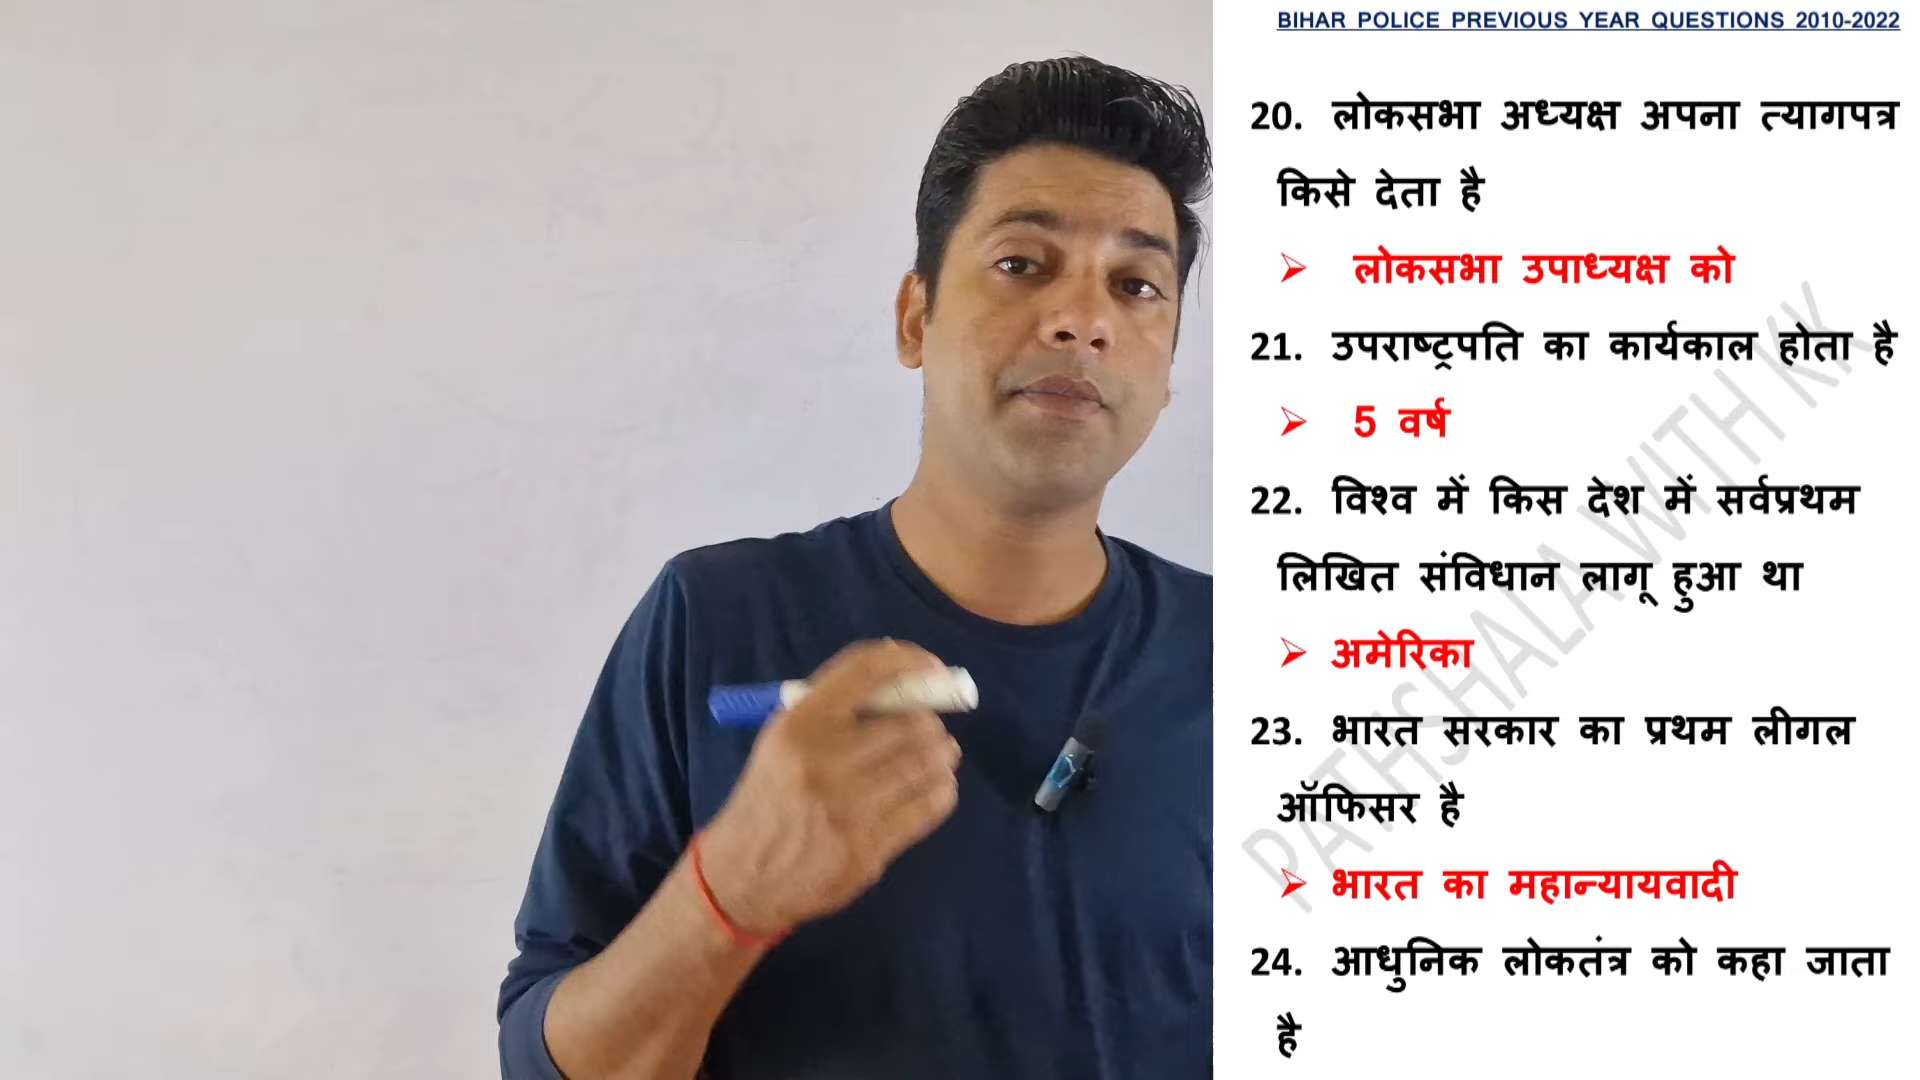 BIHAR POLICE PREVIOUS YEAR QUESTIONS 2010-2022
20. लोकसभा अध्यक्ष अपना त्यागपत्र
किसे देता है
➢ लोकसभा उपाध्यक्ष को
21. उपराष्ट्रपति का कार्यकाल होता है
➢ 5 वर्ष
22. विश्व में किस देश में सर्वप्रथम
लिखित संविधान लागू हुआ था
➢ अमेरिका
23. भारत सरकार का प्रथम लीगल
ऑफिसर है
➢ भारत का महान्यायवादी
24. आधुनिक लोकतंत्र को कहा जाता
है
PATHSHALA WITH KK